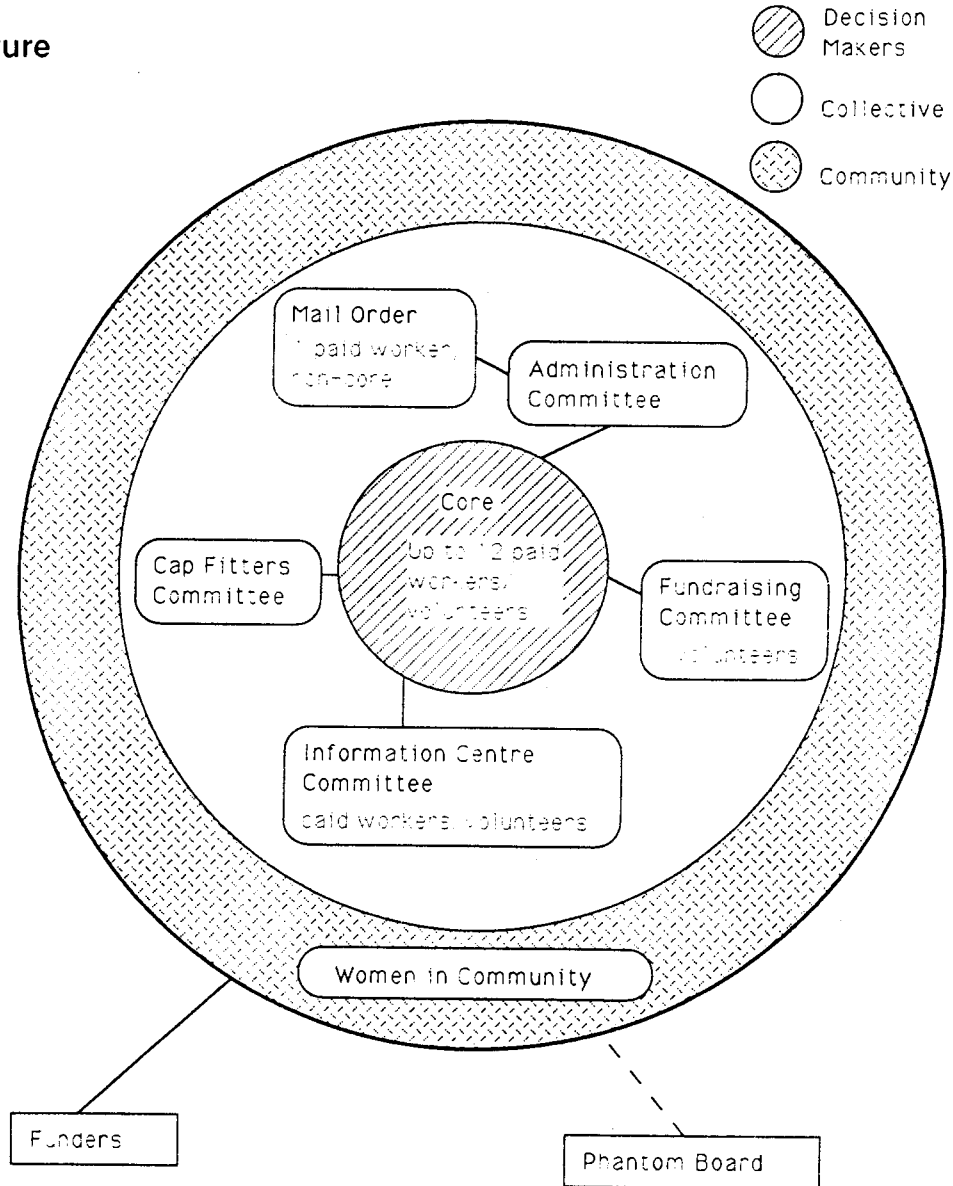 ure
Decision
Makers
Collective
Community
Mail Order
1 paid worker,
non-core
Administration
Committee
Core
Up to 12 paid
workers/
volunteers
Cap Fitters
Committee
Fundraising
Committee
volunteers
Information Centre
Committee
paid workers, volunteers
Women in Community
Funders
Phantom Board